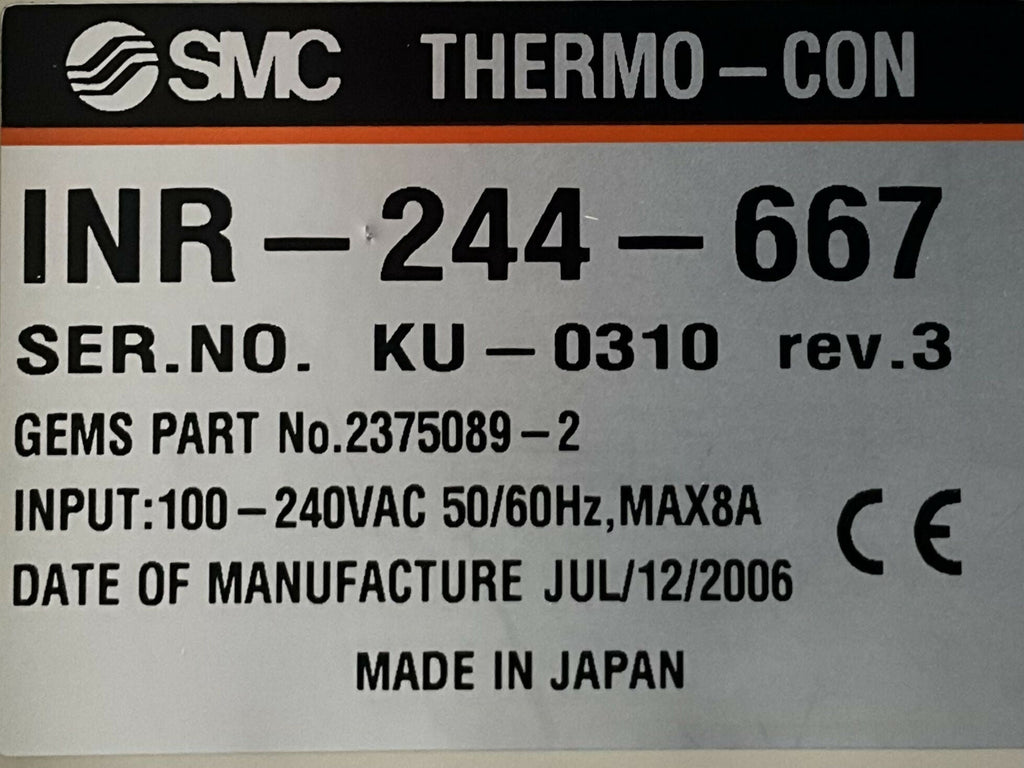 SMC THERMO-CON
INR-244-667
SER.NO. KU-0310 rev.3
GEMS PART No.2375089-2
INPUT:100-240VAC 50/60Hz,MAX8A
CE
DATE OF MANUFACTURE JUL/12/2006
MADE IN JAPAN